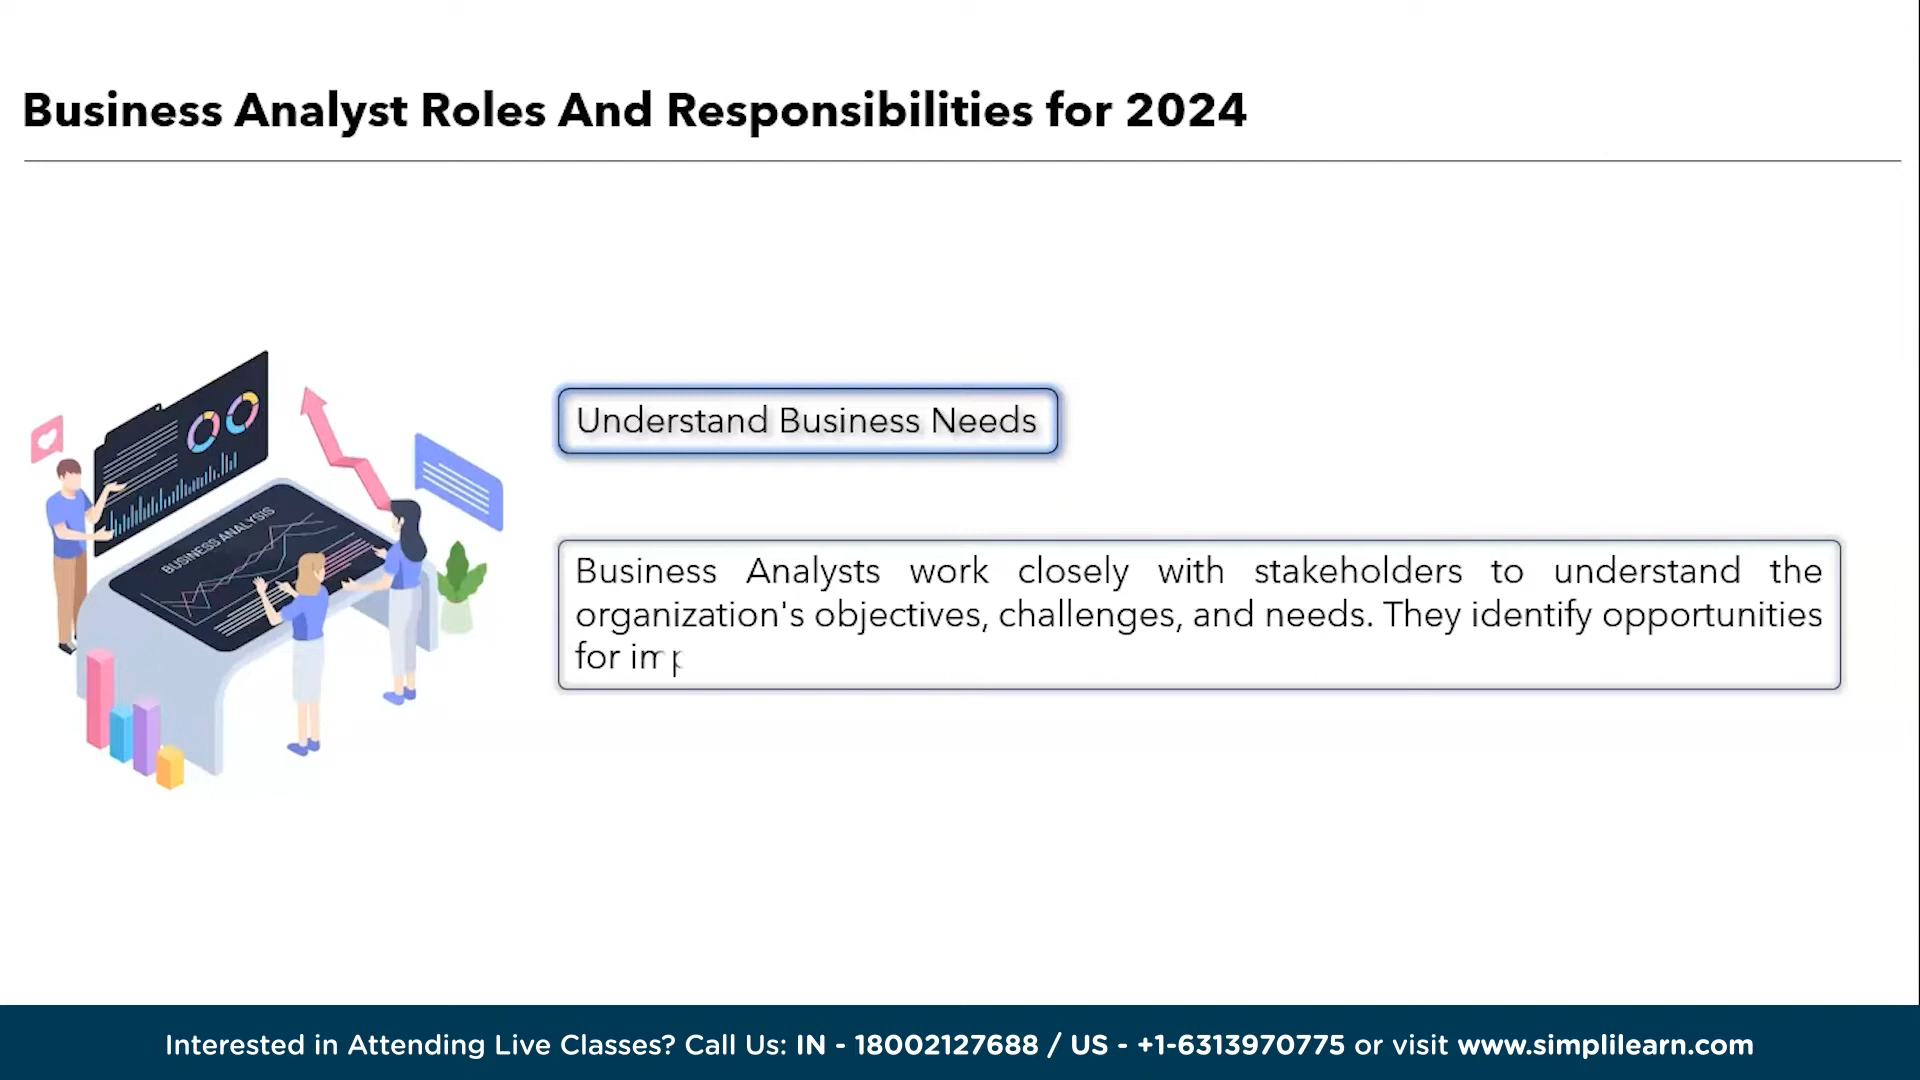 Business Analyst Roles And Responsibilities for 2024
Understand Business Needs
BUSINESS ANALYSIS
Business Analysts work closely with stakeholders to understand the
organization's objectives, challenges, and needs. They identify opportunities
for imp
Interested in Attending Live Classes? Call Us: IN - 18002127688 / US - +1-6313970775 or visit www.simplilearn.com